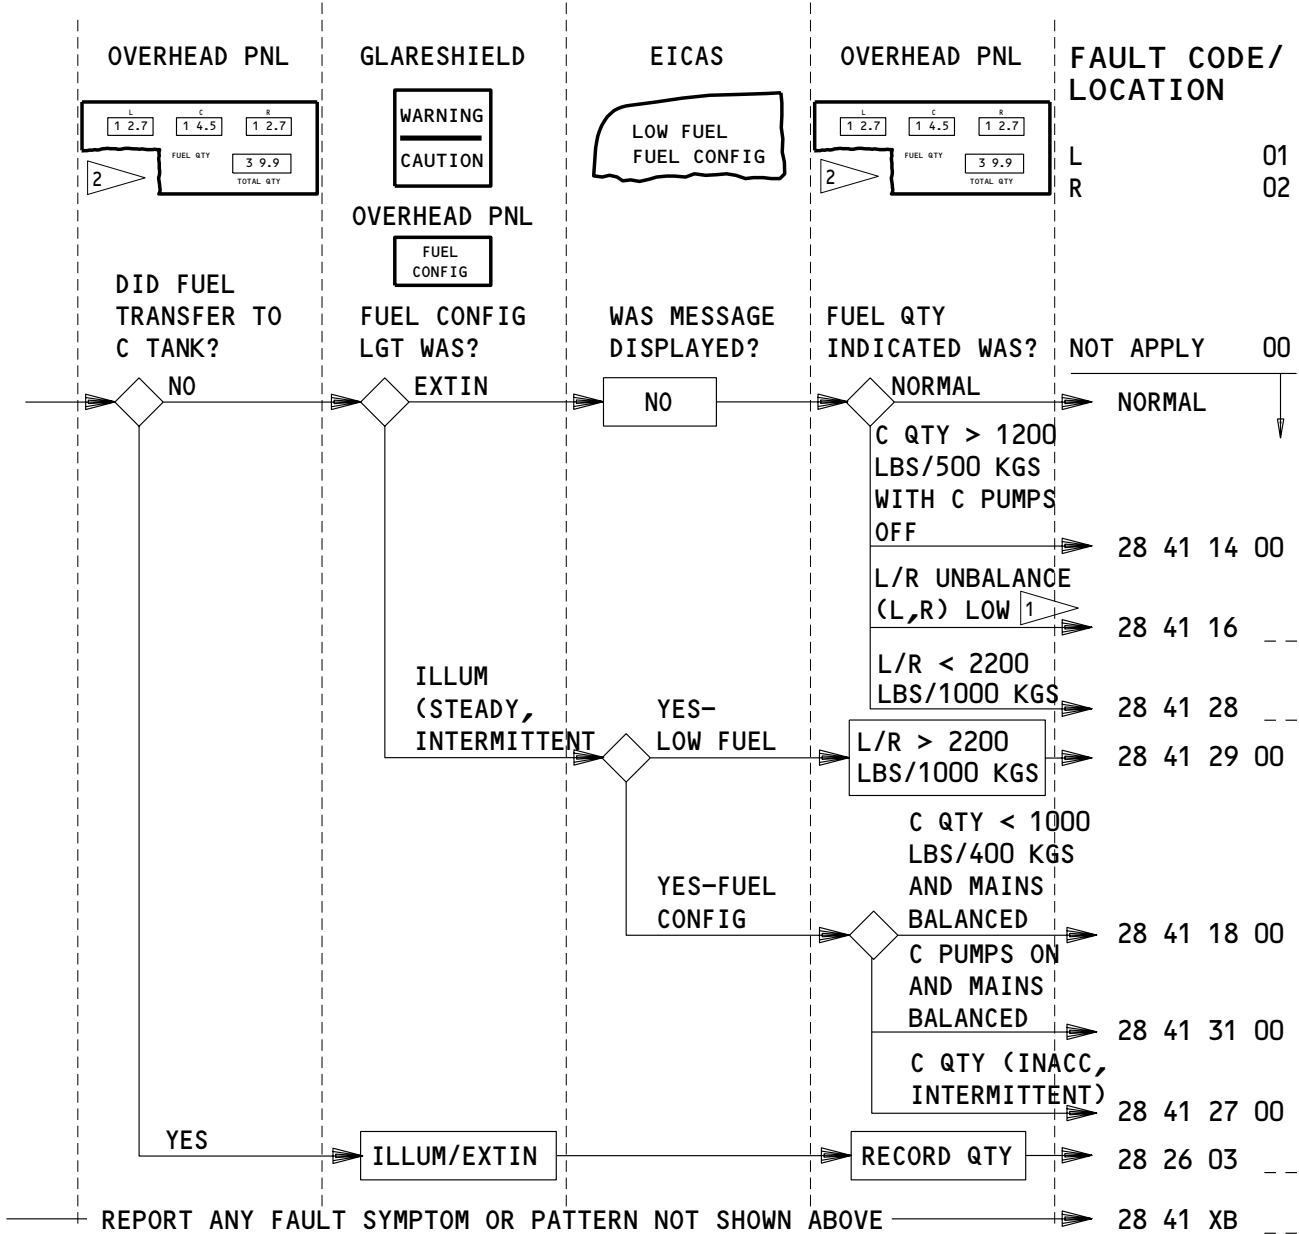 OVERHEAD PNL
GLARESHIELD
EICAS
OVERHEAD PNL
FAULT CODE/
LOCATION
L C R
1 2.7 1 4.5 1 2.7
FUEL QTY
3 9.9
TOTAL QTY
2
WARNING
CAUTION
OVERHEAD PNL
FUEL
CONFIG
LOW FUEL
FUEL CONFIG
L C R
1 2.7 1 4.5 1 2.7
FUEL QTY
3 9.9
TOTAL QTY
2
L 01
R 02
DID FUEL
TRANSFER TO
C TANK?
FUEL CONFIG
LGT WAS?
WAS MESSAGE
DISPLAYED?
FUEL QTY
INDICATED WAS?
NOT APPLY 00
NO
EXTIN
NO
NORMAL
NORMAL
C QTY > 1200
LBS/500 KGS
WITH C PUMPS
OFF
28 41 14 00
L/R UNBALANCE
(L,R) LOW 1
28 41 16 _ _
L/R < 2200
LBS/1000 KGS
28 41 28 _ _
ILLUM
(STEADY,
INTERMITTENT
YES-
LOW FUEL
L/R > 2200
LBS/1000 KGS
28 41 29 00
YES-FUEL
CONFIG
C QTY < 1000
LBS/400 KGS
AND MAINS
BALANCED
28 41 18 00
C PUMPS ON
AND MAINS
BALANCED
28 41 31 00
C QTY (INACC,
INTERMITTENT)
28 41 27 00
YES
ILLUM/EXTIN
RECORD QTY
28 26 03 _ _
REPORT ANY FAULT SYMPTOM OR PATTERN NOT SHOWN ABOVE
28 41 XB _ _